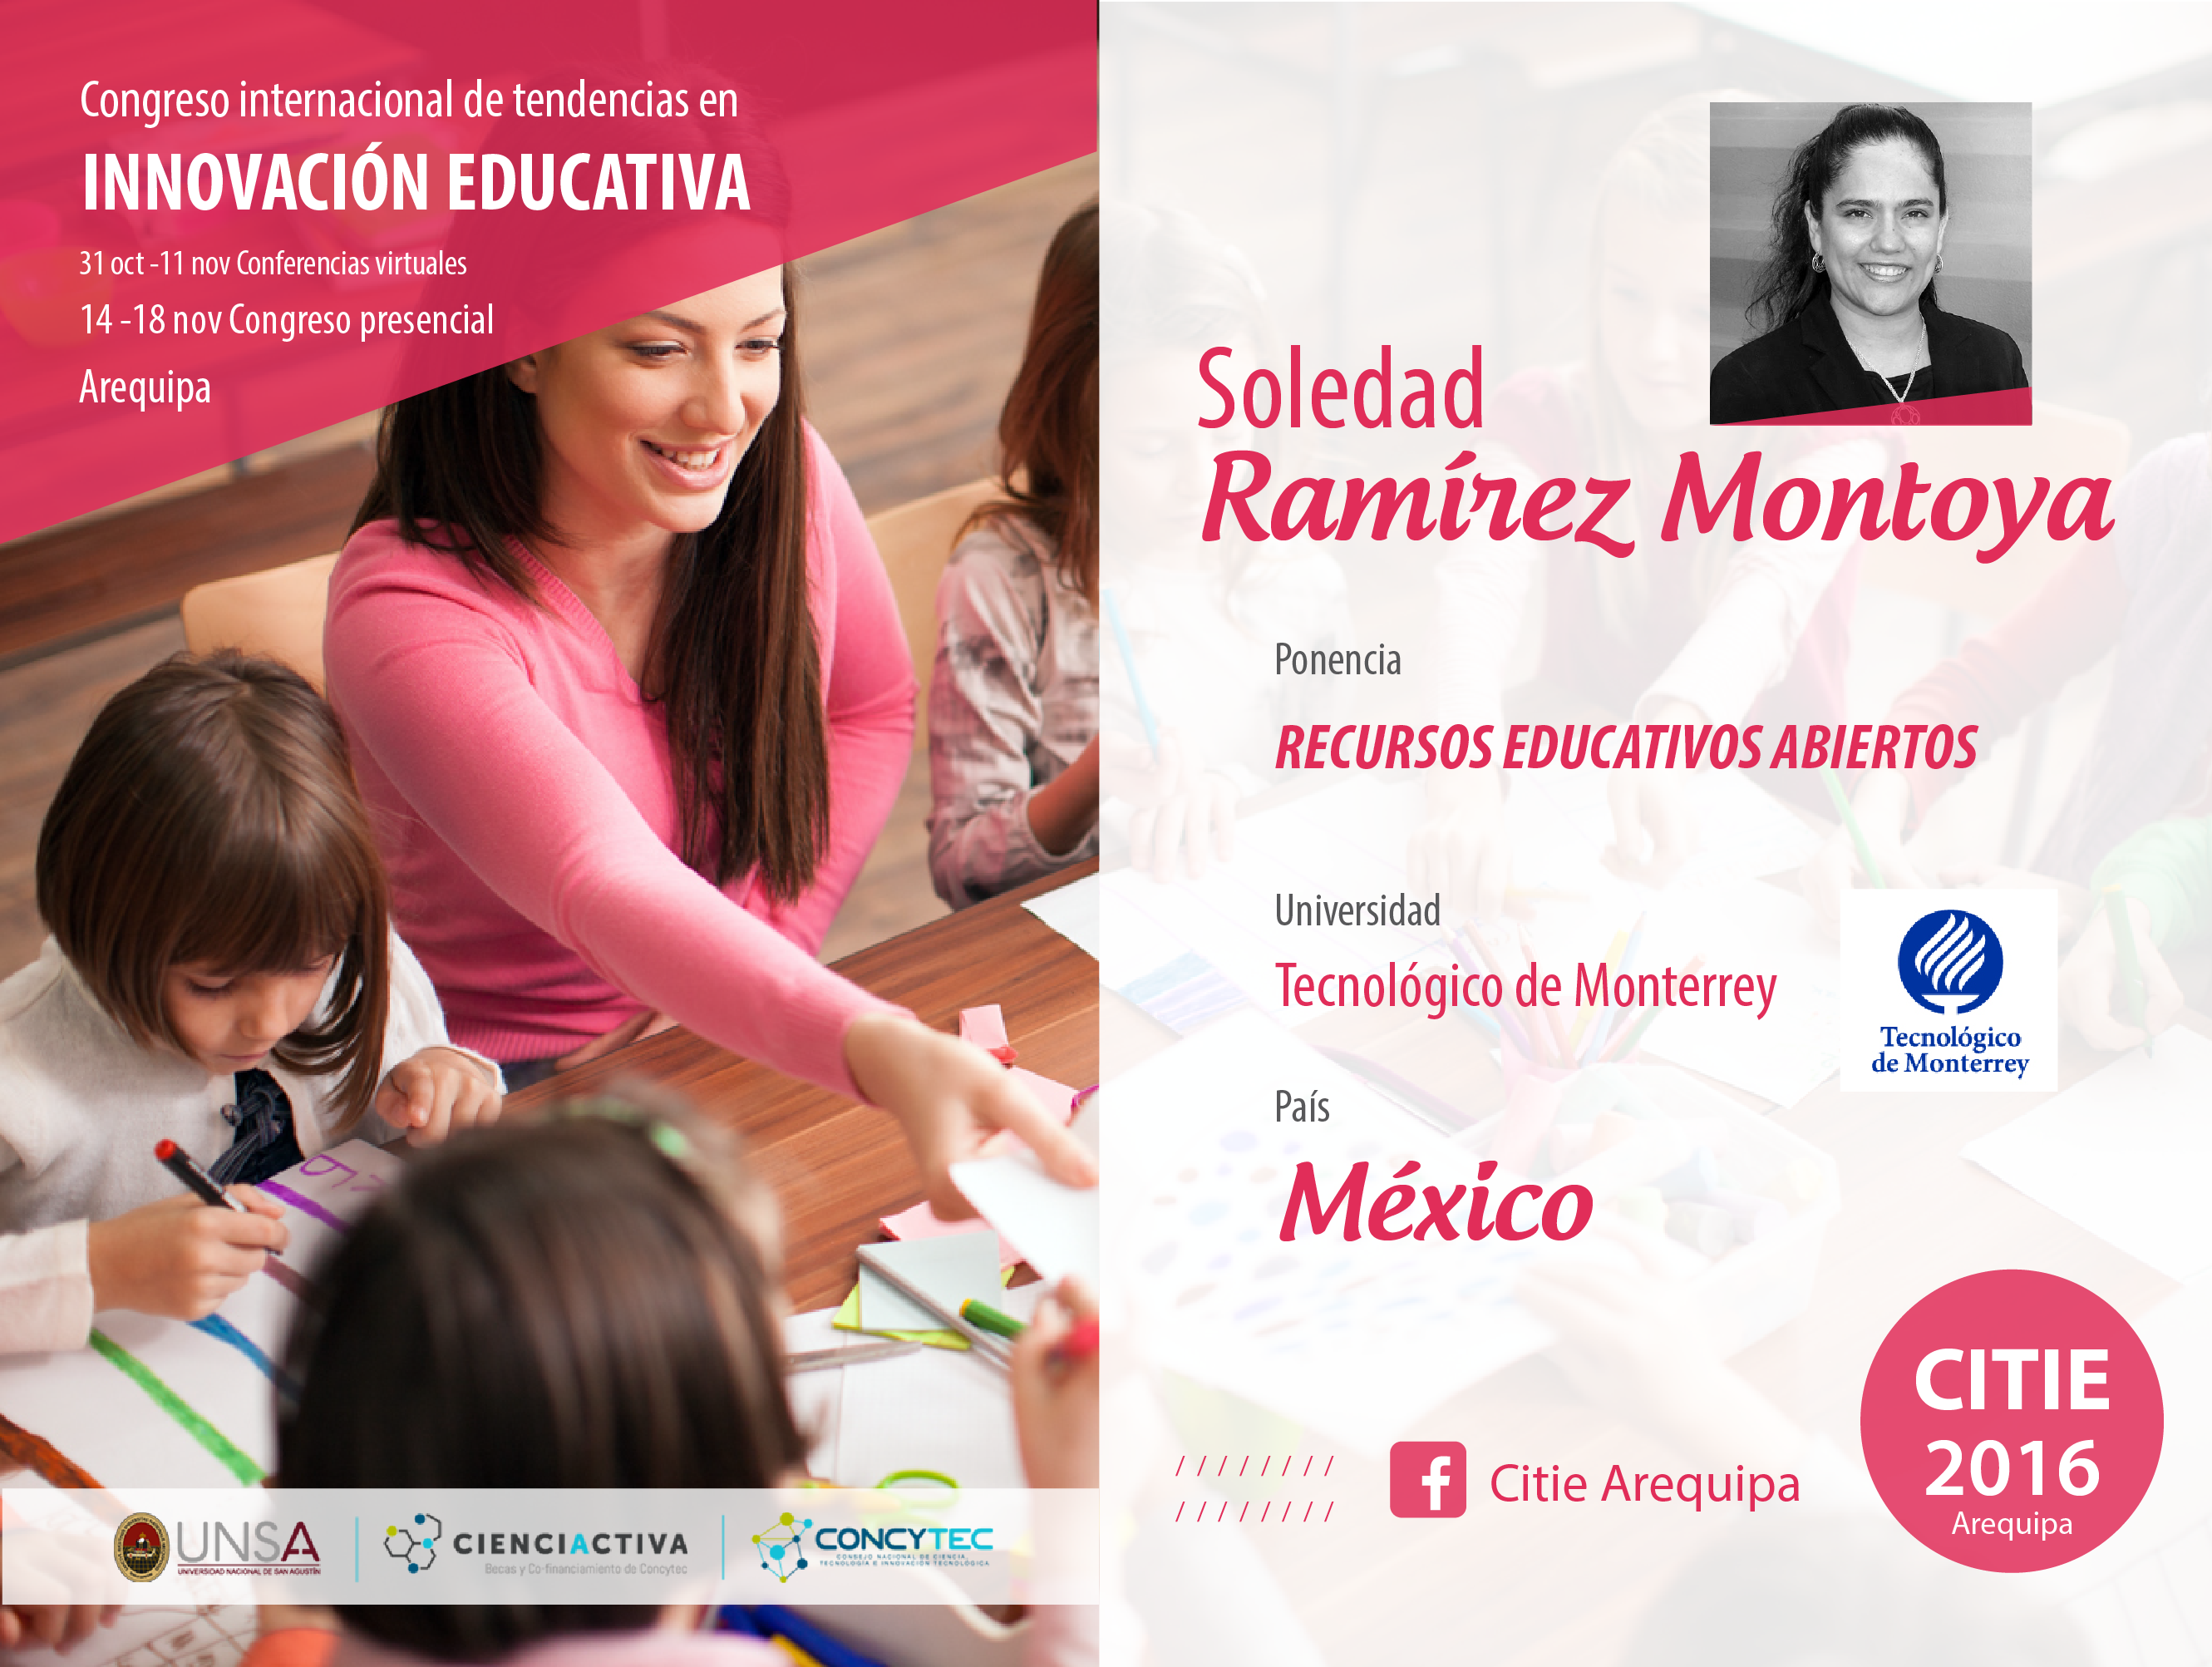 Congreso internacional de tendencias en
INNOVACIÓN EDUCATIVA
31 oct -11 nov Conferencias virtuales
14 -18 nov Congreso presencial
Arequipa
Soledad
Ramírez Montoya
Ponencia
RECURSOS EDUCATIVOS ABIERTOS
Universidad
Tecnológico de Monterrey
Tecnológico
de Monterrey
País
México
CITIE
2016
Arequipa
/ / / / / / / /
/ / / / / / / /
f Citie Arequipa
UNSA
UNIVERSIDAD NACIONAL DE SAN AGUSTÍN
CIENCIACTIVA
Becas y Co-financiamiento de Concytec
CONCYTEC
CONSEJO NACIONAL DE CIENCIA,
TECNOLOGÍA E INNOVACIÓN TECNOLÓGICA